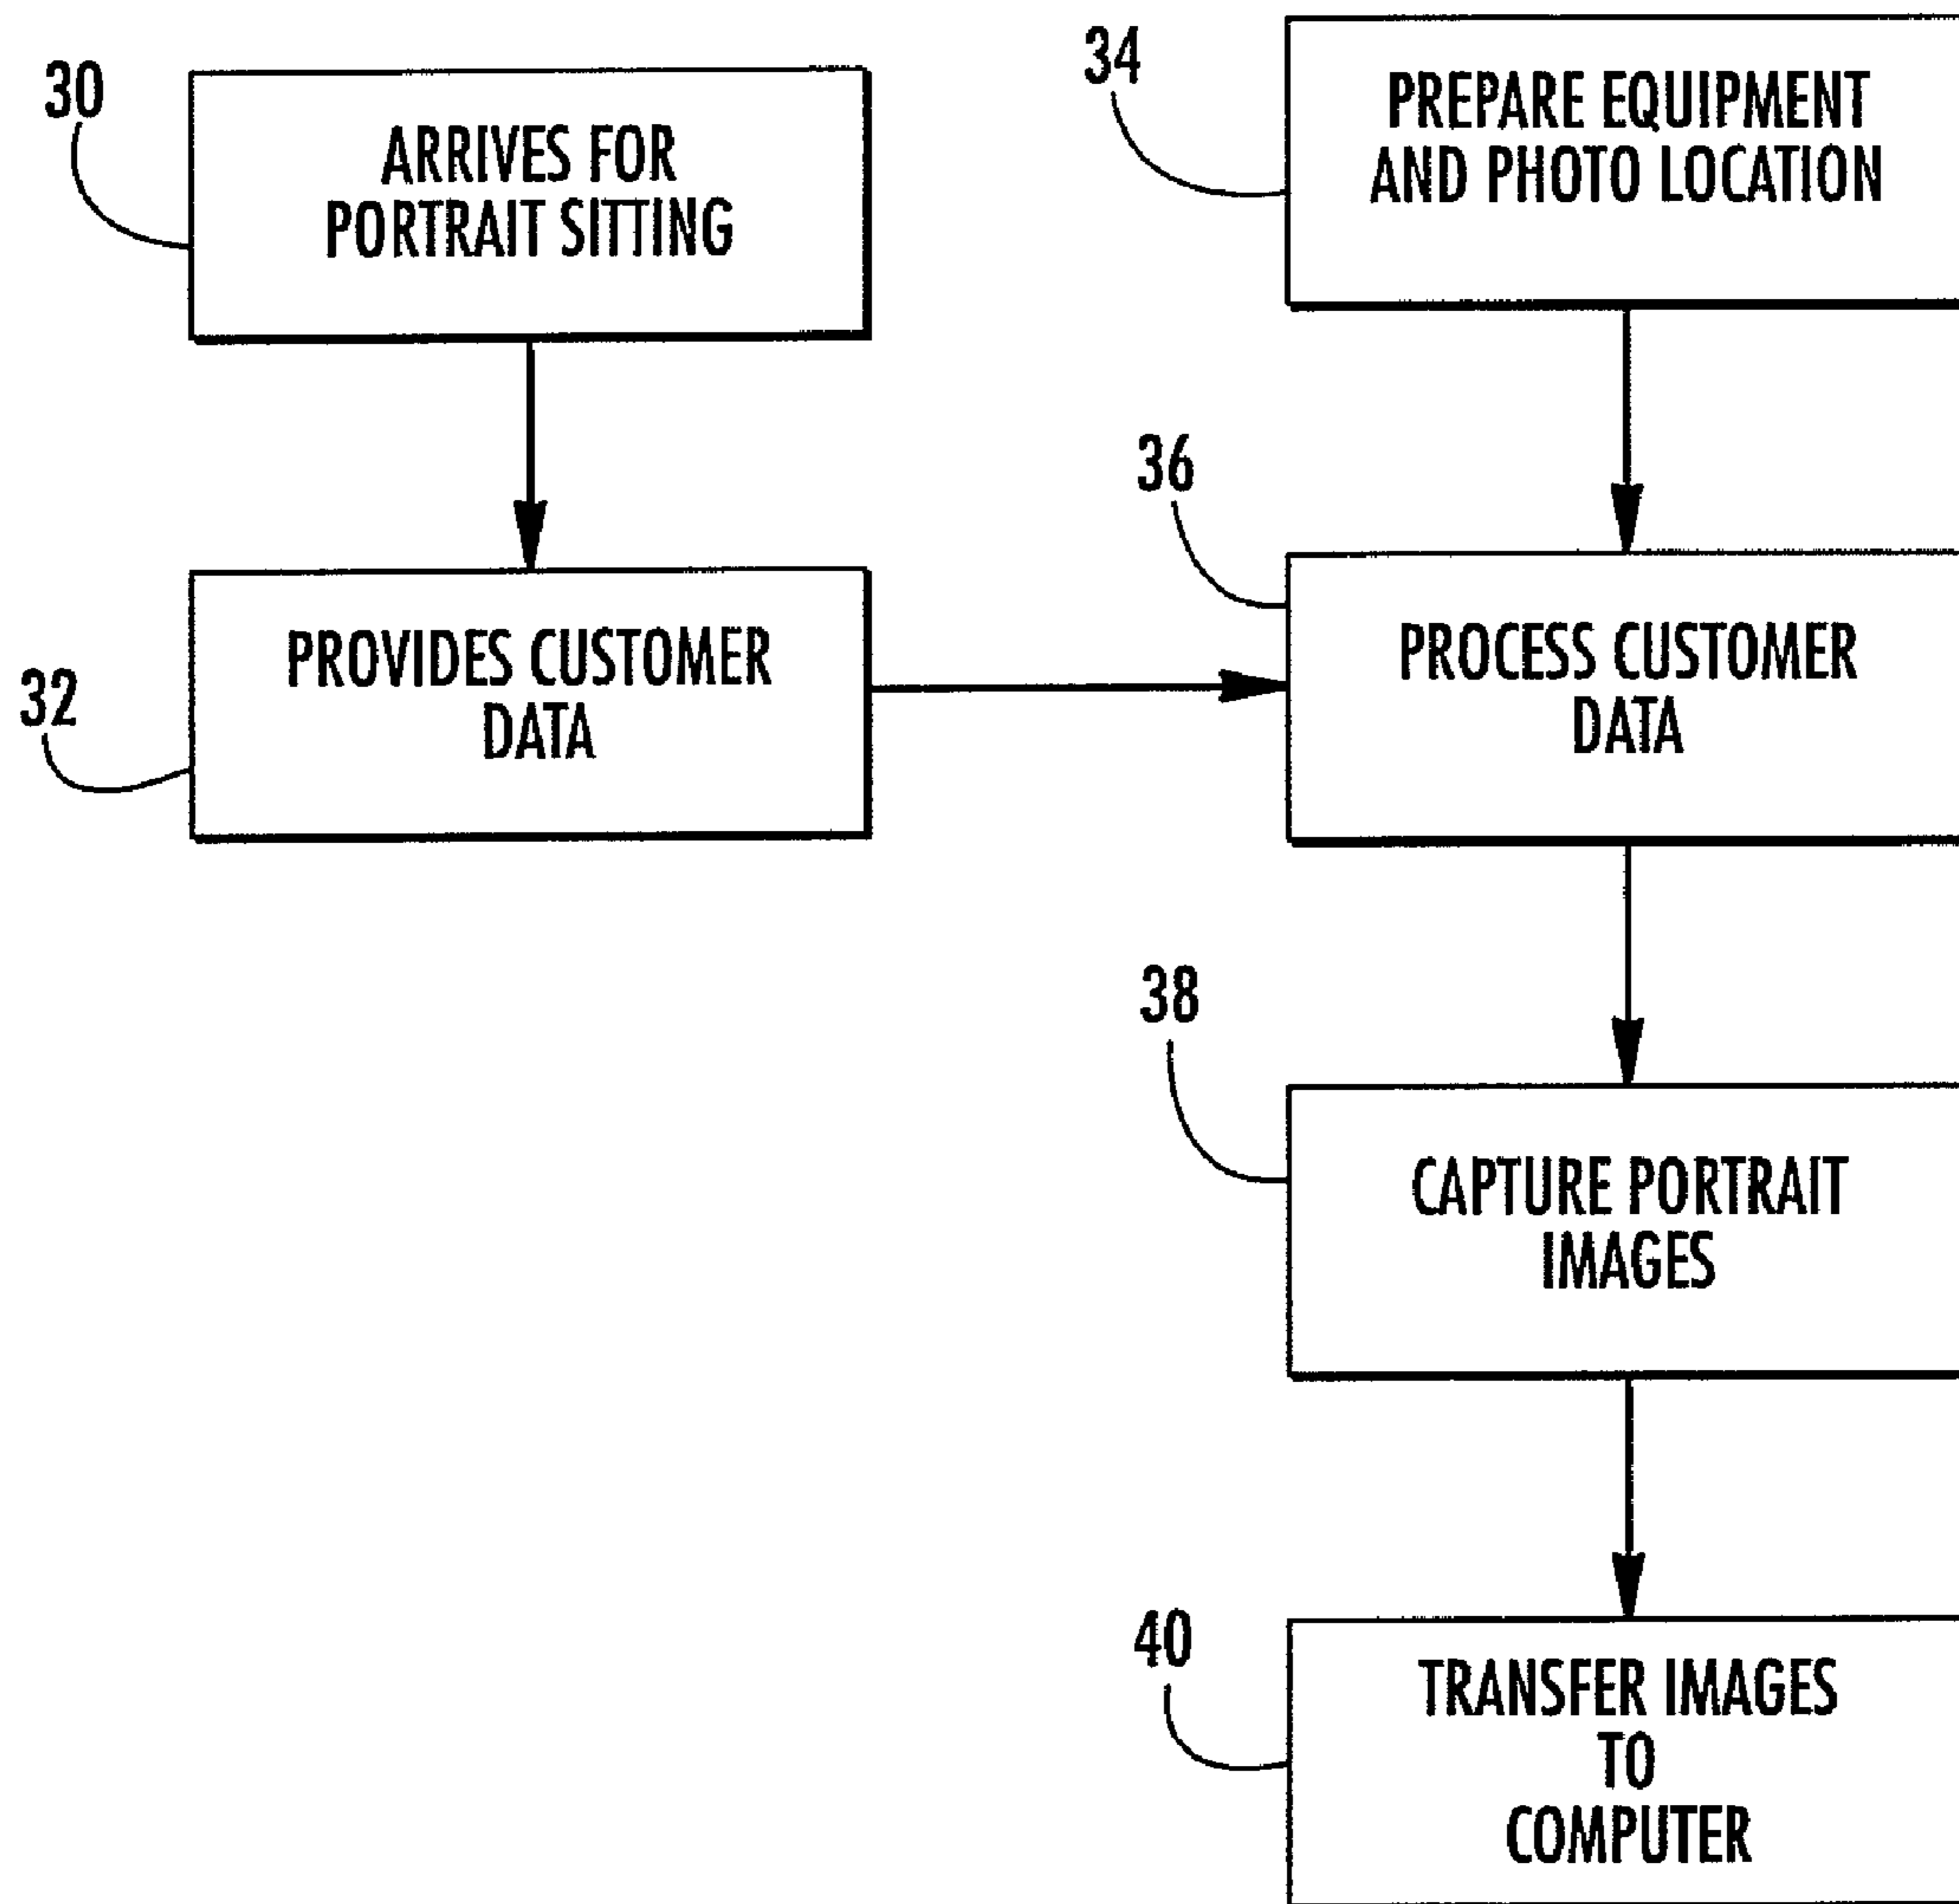 30
ARRIVES FOR
PORTRAIT SITTING
32
PROVIDES CUSTOMER
DATA
34
PREPARE EQUIPMENT
AND PHOTO LOCATION
36
PROCESS CUSTOMER
DATA
38
CAPTURE PORTRAIT
IMAGES
40
TRANSFER IMAGES
TO
COMPUTER